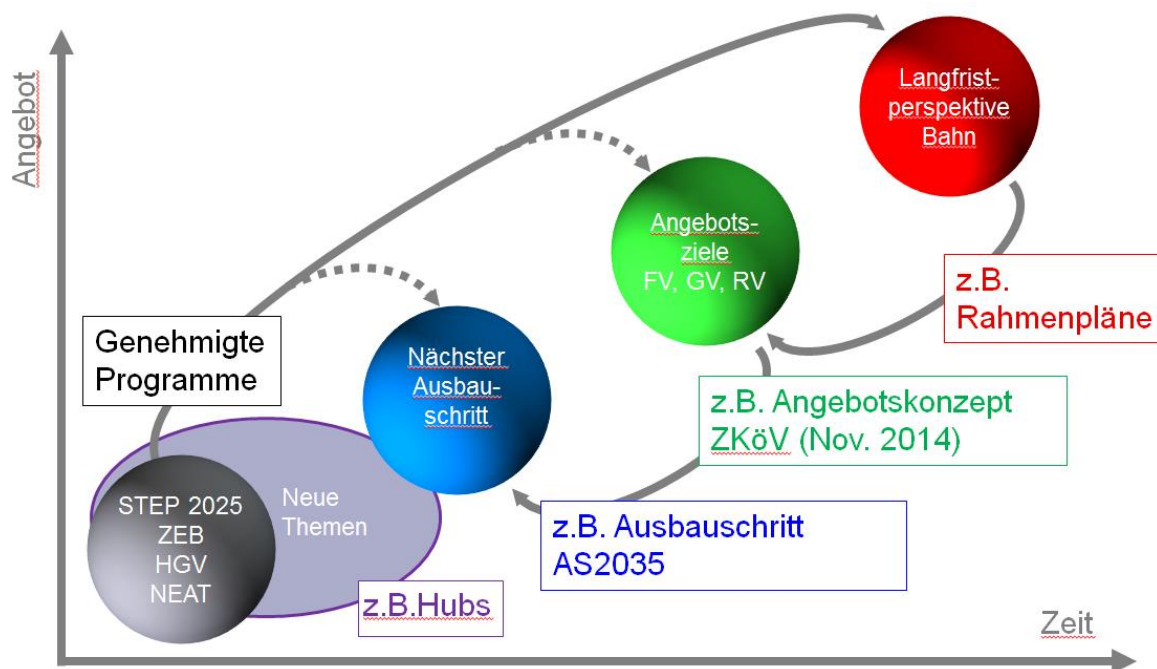 Angebot
Langfrist-
perspektive
Bahn
Angebots-
ziele
FV, GV, RV
z.B.
Rahmenpläne
Genehmigte
Programme
Nächster
Ausbau-
schritt
z.B. Angebotskonzept
ZKöV (Nov. 2014)
STEP 2025
ZEB
HGV
NEAT
Neue
Themen
z.B. Ausbauschritt
AS2035
z.B.Hubs
Zeit